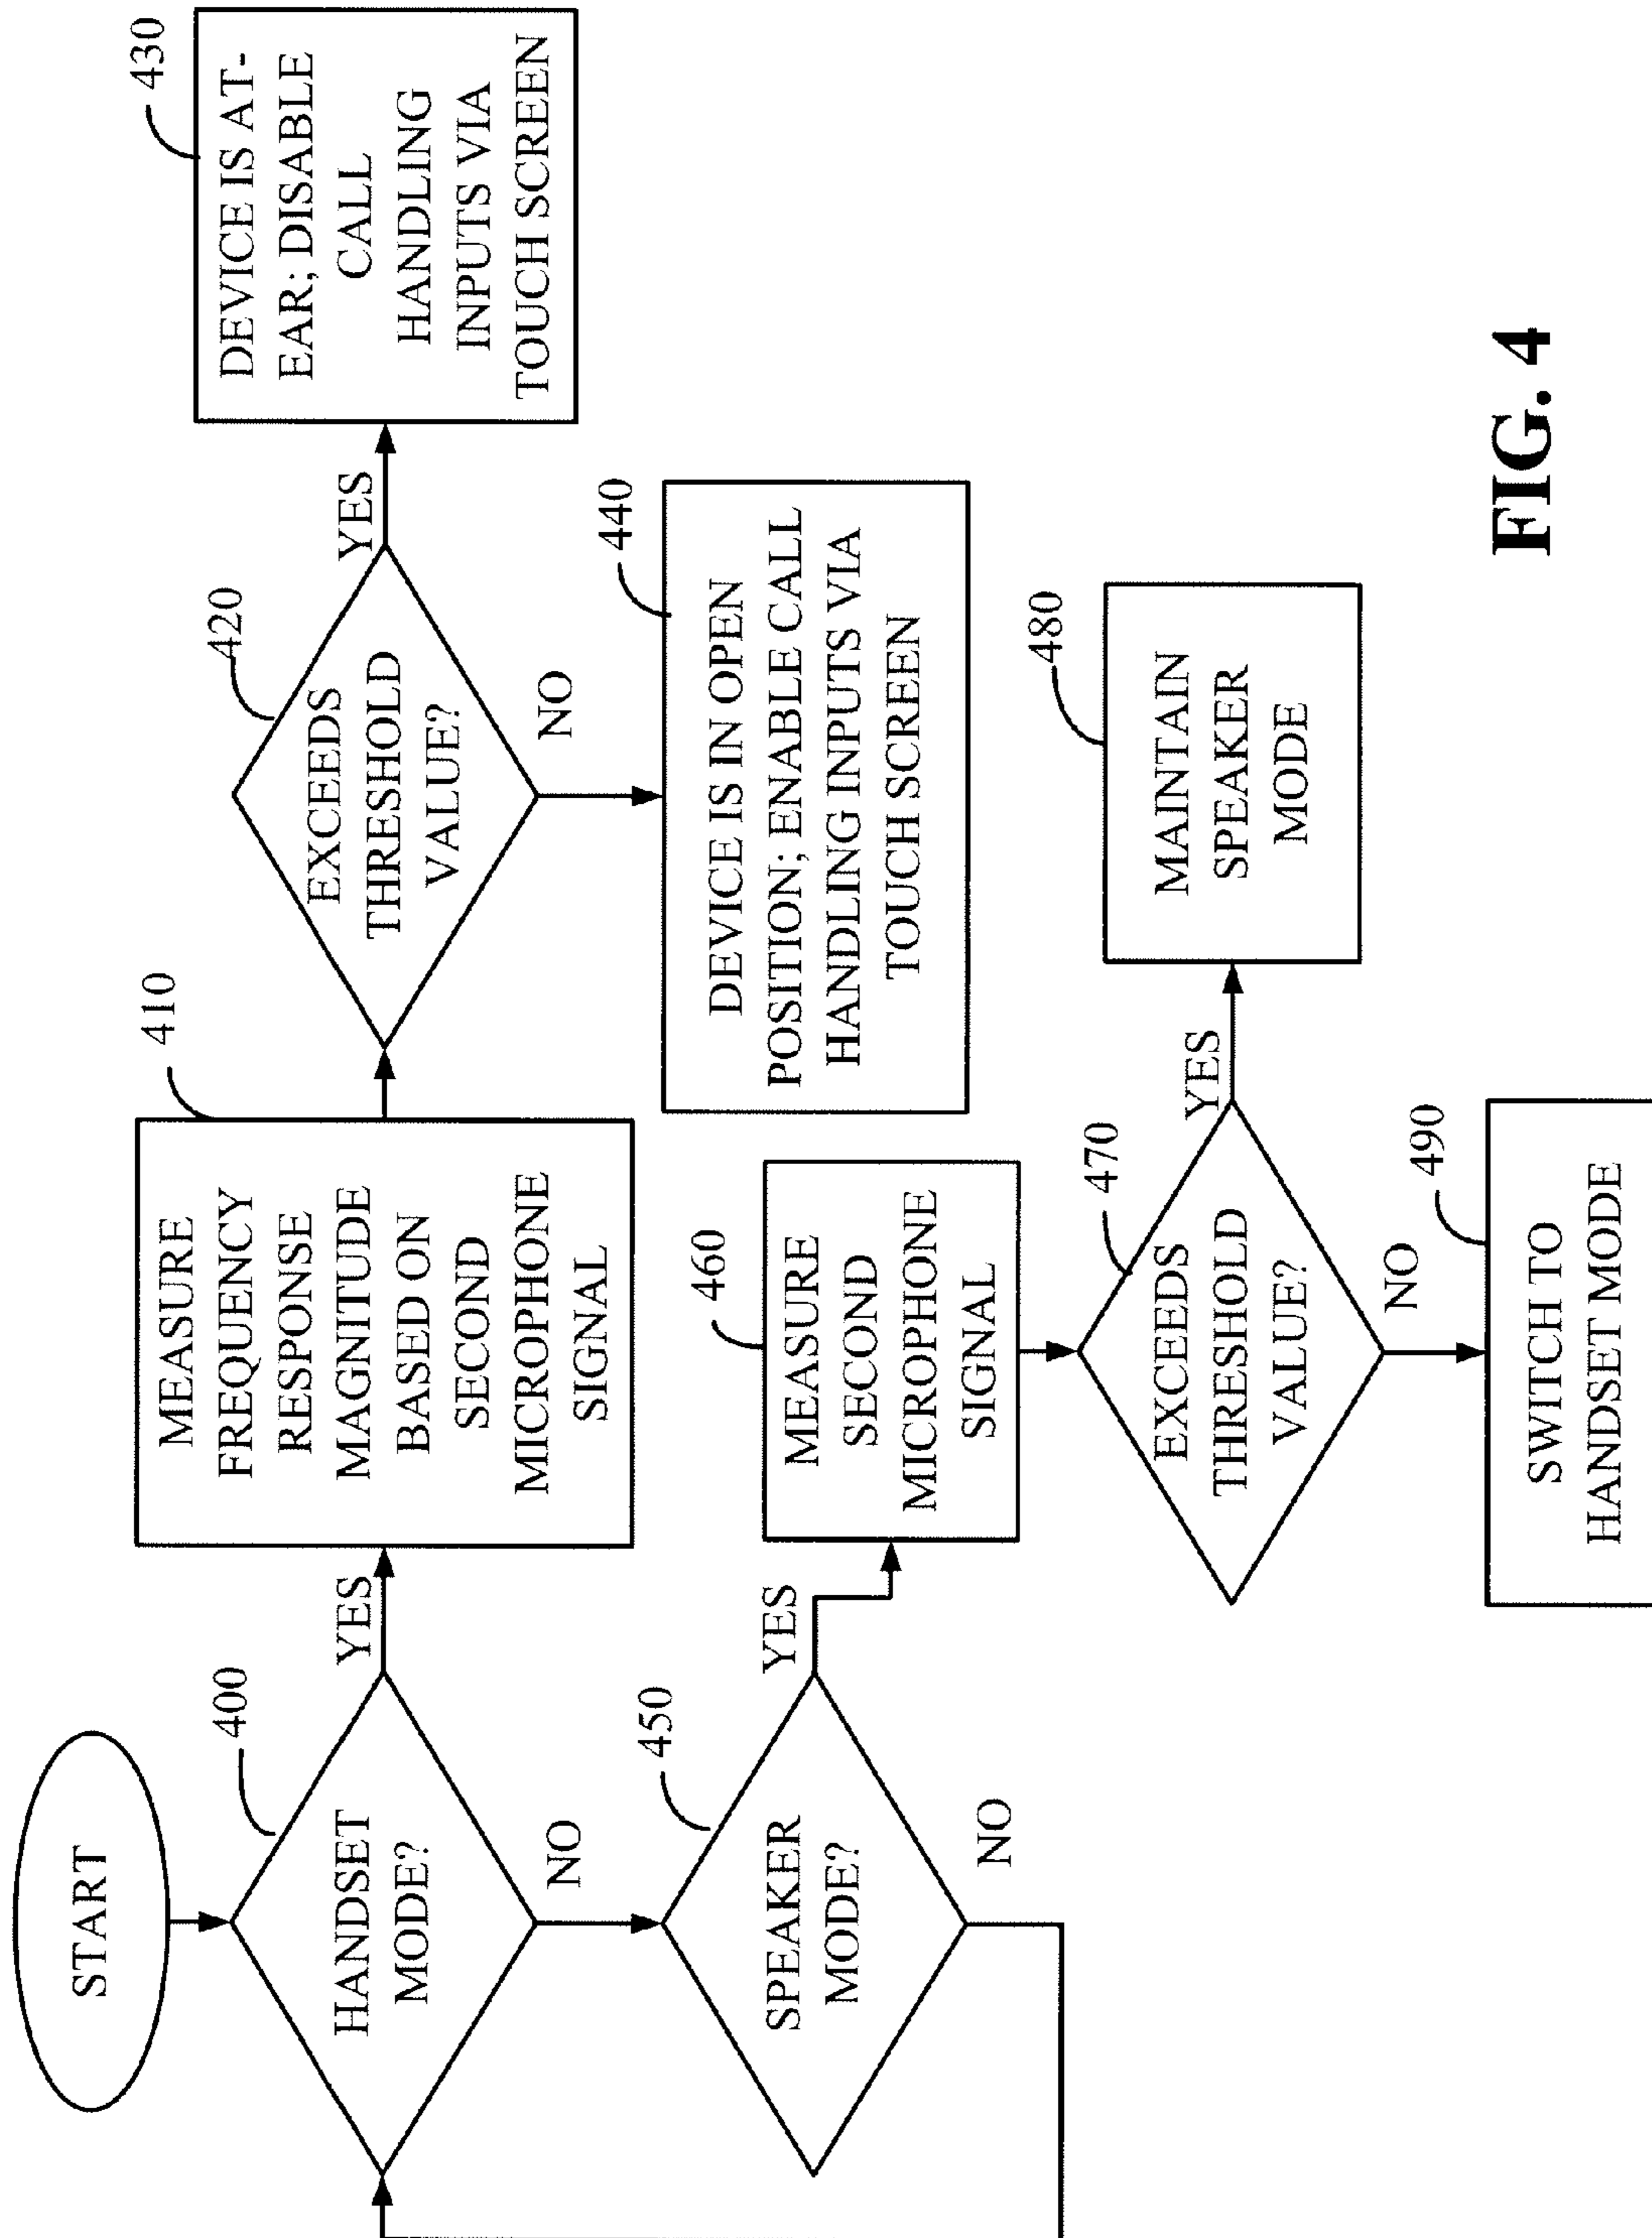 START
400
HANDSET
MODE?
YES
NO
410
MEASURE
FREQUENCY
RESPONSE
MAGNITUDE
BASED ON
SECOND
MICROPHONE
SIGNAL
420
EXCEEDS
THRESHOLD
VALUE?
YES
NO
430
DEVICE IS AT-
EAR; DISABLE
CALL
HANDLING
INPUTS VIA
TOUCH SCREEN
440
DEVICE IS IN OPEN
POSITION; ENABLE CALL
HANDLING INPUTS VIA
TOUCH SCREEN
450
SPEAKER
MODE?
YES
NO
460
MEASURE
SECOND
MICROPHONE
SIGNAL
470
EXCEEDS
THRESHOLD
VALUE?
YES
NO
480
MAINTAIN
SPEAKER
MODE
490
SWITCH TO
HANDSET MODE
FIG. 4